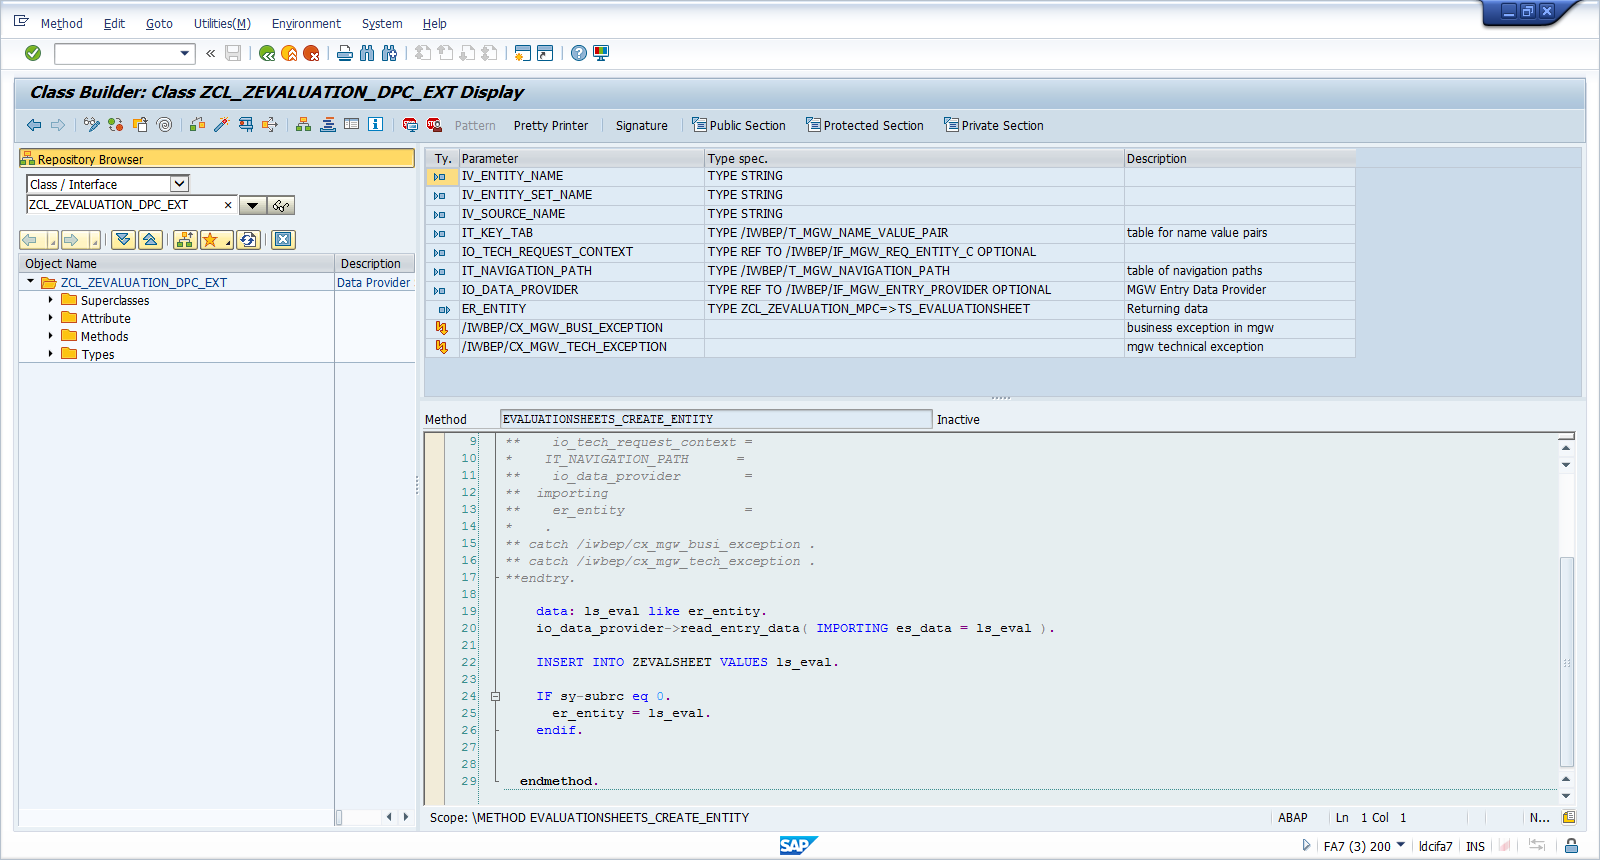 Method Edit Goto Utilities(M) Environment System Help
Class Builder: Class ZCL_ZEVALUATION_DPC_EXT Display
Pattern Pretty Printer Signature Public Section Protected Section Private Section
Repository Browser
Class / Interface
ZCL_ZEVALUATION_DPC_EXT
Object Name Description
ZCL_ZEVALUATION_DPC_EXT Data Provider
Superclasses
Attribute
Methods
Types
Ty. Parameter Type spec. Description
IV_ENTITY_NAME TYPE STRING
IV_ENTITY_SET_NAME TYPE STRING
IV_SOURCE_NAME TYPE STRING
IT_KEY_TAB TYPE /IWBEP/T_MGW_NAME_VALUE_PAIR table for name value pairs
IO_TECH_REQUEST_CONTEXT TYPE REF TO /IWBEP/IF_MGW_REQ_ENTITY_C OPTIONAL
IT_NAVIGATION_PATH TYPE /IWBEP/T_MGW_NAVIGATION_PATH table of navigation paths
IO_DATA_PROVIDER TYPE REF TO /IWBEP/IF_MGW_ENTRY_PROVIDER OPTIONAL MGW Entry Data Provider
ER_ENTITY TYPE ZCL_ZEVALUATION_MPC=>TS_EVALUATIONSHEET Returning data
/IWBEP/CX_MGW_BUSI_EXCEPTION business exception in mgw
/IWBEP/CX_MGW_TECH_EXCEPTION mgw technical exception
Method EVALUATIONSHEETS_CREATE_ENTITY Inactive
9 ** io_tech_request_context =
10 * IT_NAVIGATION_PATH =
11 ** io_data_provider =
12 ** importing
13 ** er_entity =
14 * .
15 ** catch /iwbep/cx_mgw_busi_exception .
16 ** catch /iwbep/cx_mgw_tech_exception .
17 **endtry.
18
19 data: ls_eval like er_entity.
20 io_data_provider->read_entry_data( IMPORTING es_data = ls_eval ).
21
22 INSERT INTO ZEVALSHEET VALUES ls_eval.
23
24 IF sy-subrc eq 0.
25 er_entity = ls_eval.
26 endif.
27
28
29 endmethod.
Scope: \METHOD EVALUATIONSHEETS_CREATE_ENTITY ABAP Ln 1 Col 1 N...
SAP FA7 (3) 200 ldcifa7 INS